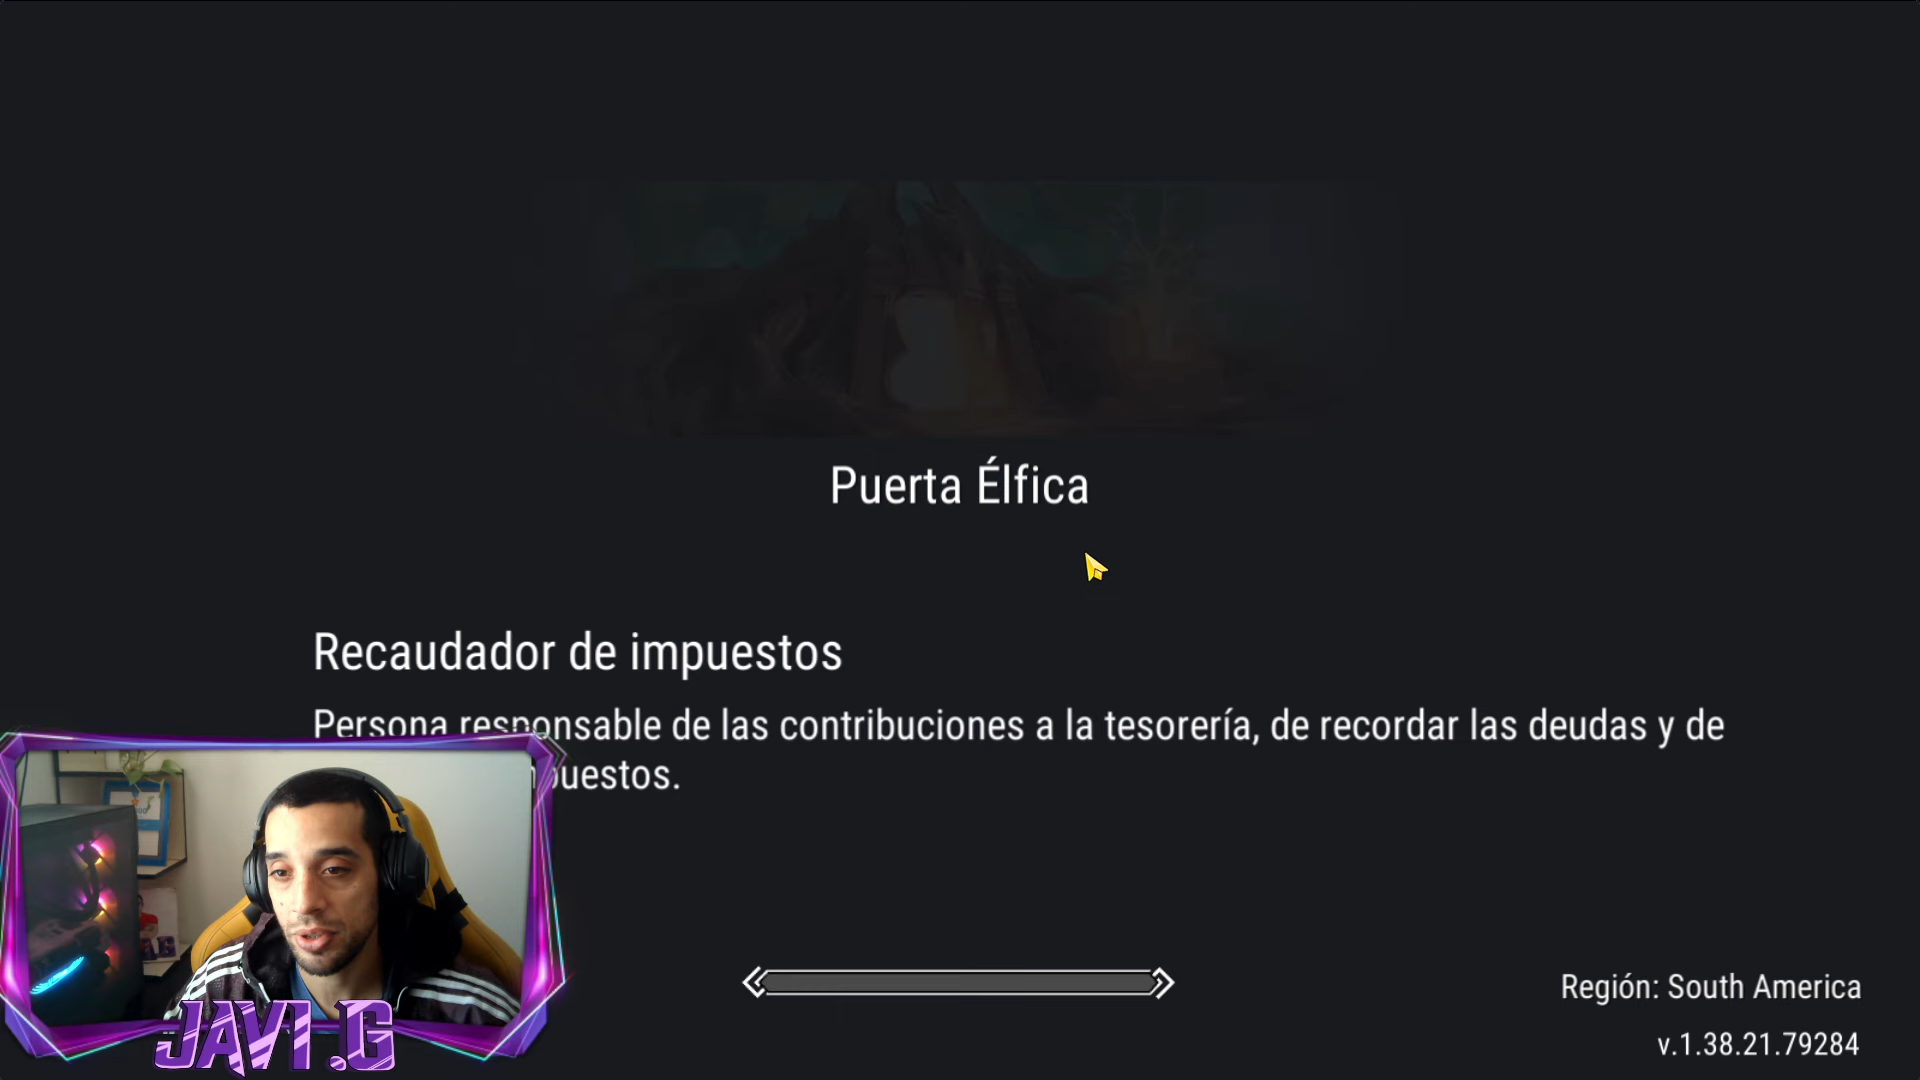 Puerta Élfica
Recaudador de impuestos
Persona responsable de las contribuciones a la tesorería, de recordar las deudas y de
puestos.
JAVI.G
Región: South America
v.1.38.21.79284